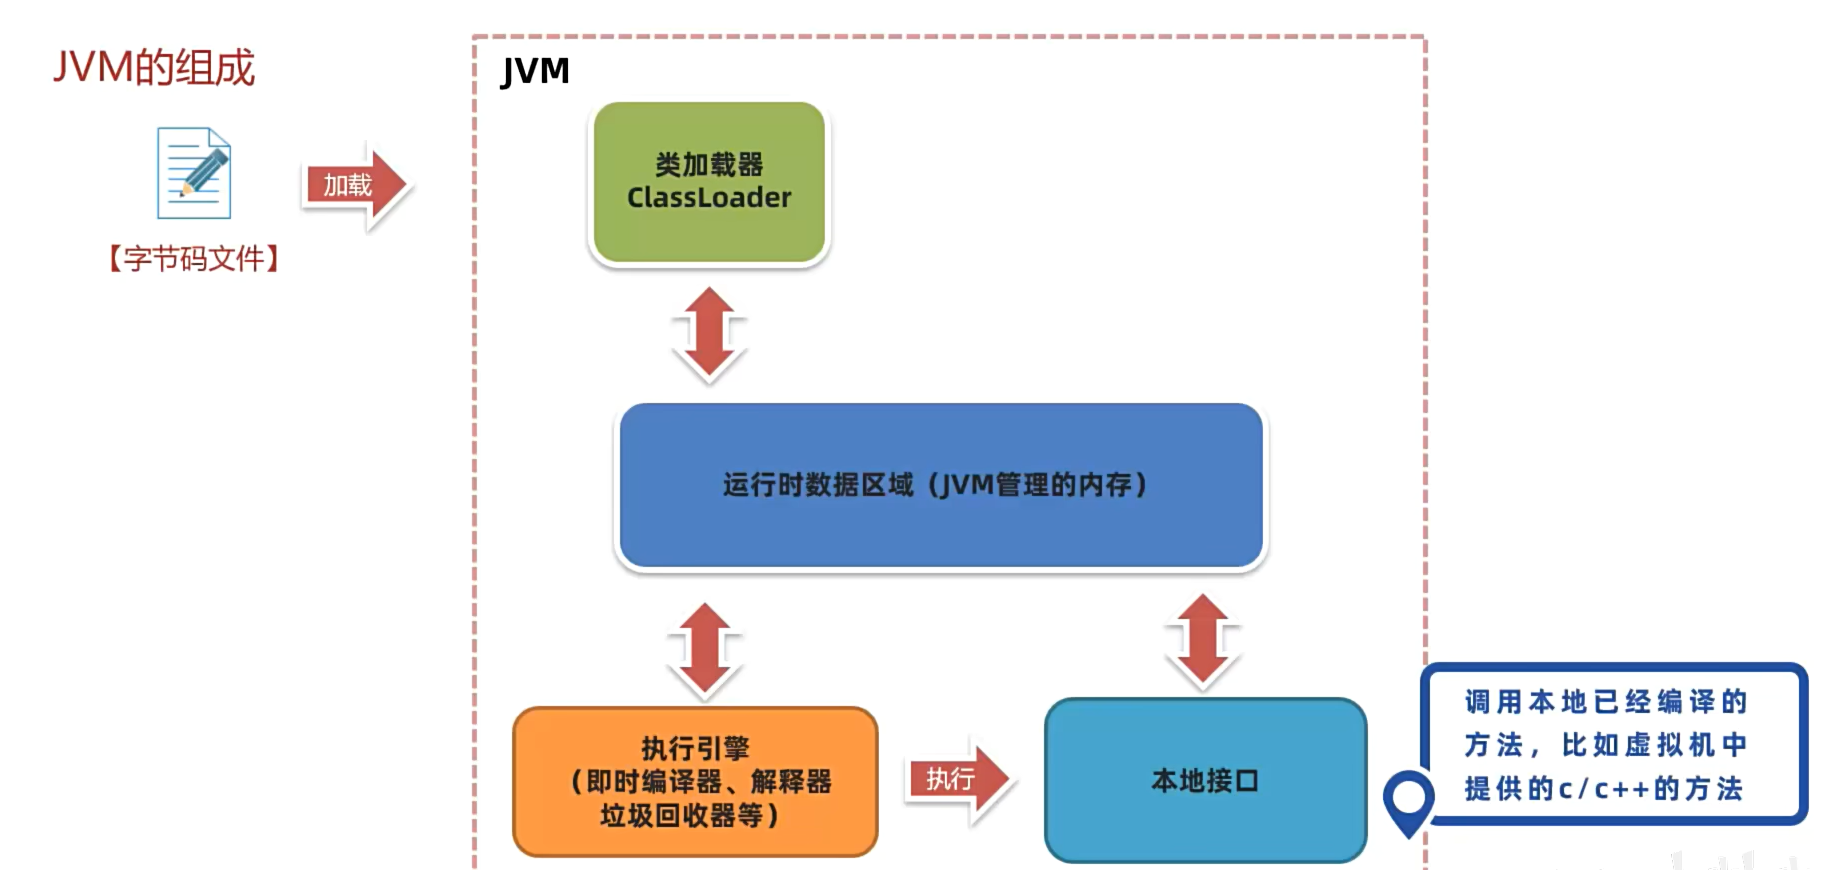 JVM的组成
JVM
类加载器
ClassLoader
加载
【字节码文件】
运行时数据区域（JVM管理的内存）
执行引擎
（即时编译器、解释器
垃圾回收器等）
执行
本地接口
调用本地已经编译的
方法，比如虚拟机中
提供的c/c++的方法